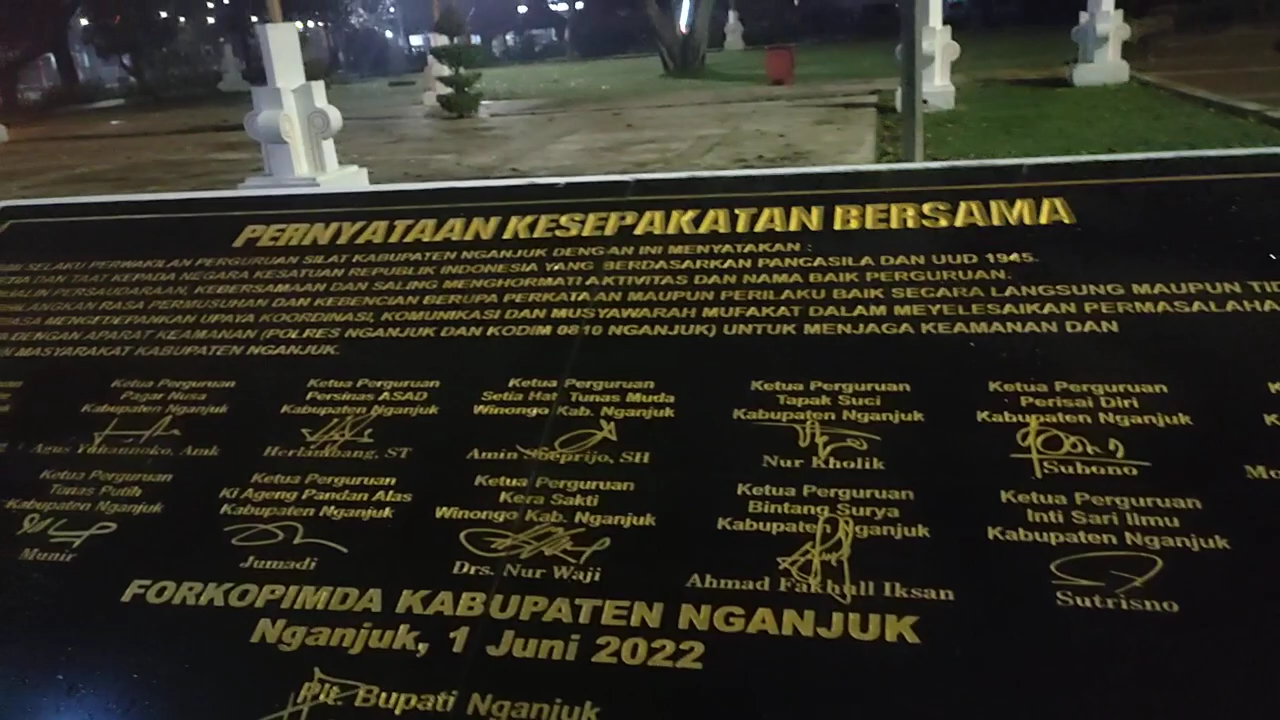 PERNYATAAN KESEPAKATAN BERSAMA
SELAKU PERWAKILAN PERGURUAN SILAT KABUPATEN NGANJUK DENGAN INI MENYATAKAN :
DAN TAAT KEPADA NEGARA KESATUAN REPUBLIK INDONESIA YANG BERDASARKAN PANCASILA DAN UUD 1945.
PERSAUDARAAN, KEBERSAMAAN DAN SALING MENGHORMATI AKTIVITAS DAN NAMA BAIK PERGURUAN.
RASA PERMUSUHAN DAN KEBENCIAN BERUPA PERKATAAN MAUPUN PERILAKU BAIK SECARA LANGSUNG MAUPUN
MENGEDEPANKAN UPAYA KOORDINASI, KOMUNIKASI DAN MUSYAWARAH MUFAKAT DALAM MEYELESAIKAN
DENGAN APARAT KEAMANAN (POLRES NGANJUK DAN KODIM 0810 NGANJUK) UNTUK MENJAGA KEAMANAN DAN
MASYARAKAT KABUPATEN NGANJUK.
Ketua Perguruan
Pagar Nusa
Kabupaten Nganjuk
Agus Yohannoko, Amk
Ketua Perguruan
Persinas ASAD
Kabupaten Nganjuk
Herlambang, ST
Ketua Perguruan
Setia Hati Tunas Muda
Winongo Kab. Nganjuk
Amin Soeprijo, SH
Ketua Perguruan
Tapak Suci
Kabupaten Nganjuk
Nur Kholik
Ketua Perguruan
Perisai Diri
Kabupaten Nganjuk
Subono
Ketua Perguruan
Tunas Putih
Kabupaten Nganjuk
Munir
Ketua Perguruan
Ki Ageng Pandan Alas
Kabupaten Nganjuk
Jumadi
Ketua Perguruan
Kera Sakti
Winongo Kab. Nganjuk
Drs. Nur Waji
Ketua Perguruan
Bintang Surya
Kabupaten Nganjuk
Ahmad Fakhull Iksan
Ketua Perguruan
Inti Sari Ilmu
Kabupaten Nganjuk
Sutrisno
FORKOPIMDA KABUPATEN NGANJUK
Nganjuk, 1 Juni 2022
Plt. Bupati Nganjuk